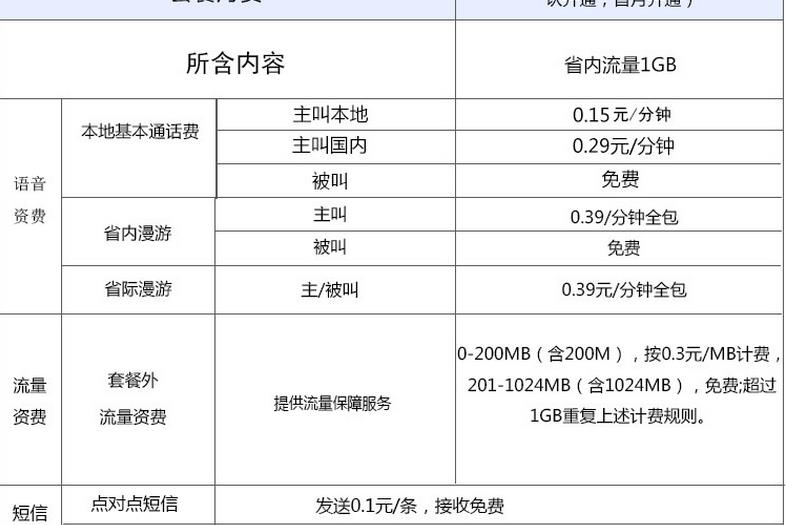 所含内容
省内流量1GB
语音
资费
本地基本通话费
主叫本地
0.15元/分钟
主叫国内
0.29元/分钟
被叫
免费
省内漫游
主叫
0.39/分钟全包
被叫
免费
省际漫游
主/被叫
0.39元/分钟全包
流量
资费
套餐外
流量资费
提供流量保障服务
0-200MB（含200M），按0.3元/MB计费，
201-1024MB（含1024MB），免费;超过
1GB重复上述计费规则。
短信
点对点短信
发送0.1元/条，接收免费